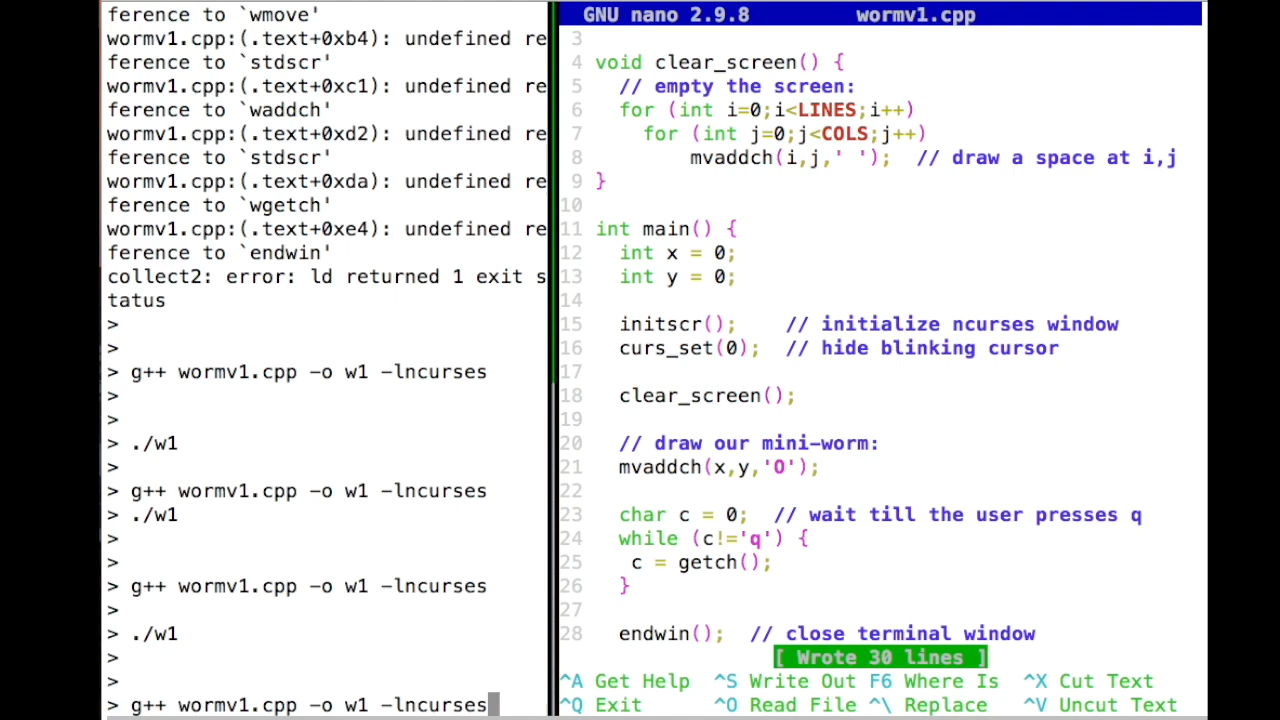 ference to `wmove'
wormv1.cpp:(.text+0xb4): undefined re
ference to `stdscr'
wormv1.cpp:(.text+0xc1): undefined re
ference to `waddch'
wormv1.cpp:(.text+0xd2): undefined re
ference to `stdscr'
wormv1.cpp:(.text+0xda): undefined re
ference to `wgetch'
wormv1.cpp:(.text+0xe4): undefined re
ference to `endwin'
collect2: error: ld returned 1 exit s
tatus
>
>
> g++ wormv1.cpp -o w1 -lncurses
>
>
> ./w1
>
> g++ wormv1.cpp -o w1 -lncurses
> ./w1
>
>
> g++ wormv1.cpp -o w1 -lncurses
>
> ./w1
>
>
> g++ wormv1.cpp -o w1 -lncurses
GNU nano 2.9.8 wormv1.cpp
3
4 void clear_screen() {
5   // empty the screen:
6   for (int i=0;i<LINES;i++)
7     for (int j=0;j<COLS;j++)
8         mvaddch(i,j,' ');  // draw a space at i,j
9 }
10
11 int main() {
12   int x = 0;
13   int y = 0;
14
15   initscr();    // initialize ncurses window
16   curs_set(0);  // hide blinking cursor
17
18   clear_screen();
19
20   // draw our mini-worm:
21   mvaddch(x,y,'O');
22
23   char c = 0;  // wait till the user presses q
24   while (c!='q') {
25    c = getch();
26   }
27
28   endwin();  // close terminal window
[ Wrote 30 lines ]
^A Get Help  ^S Write Out F6 Where Is  ^X Cut Text
^Q Exit      ^O Read File ^\ Replace   ^V Uncut Text